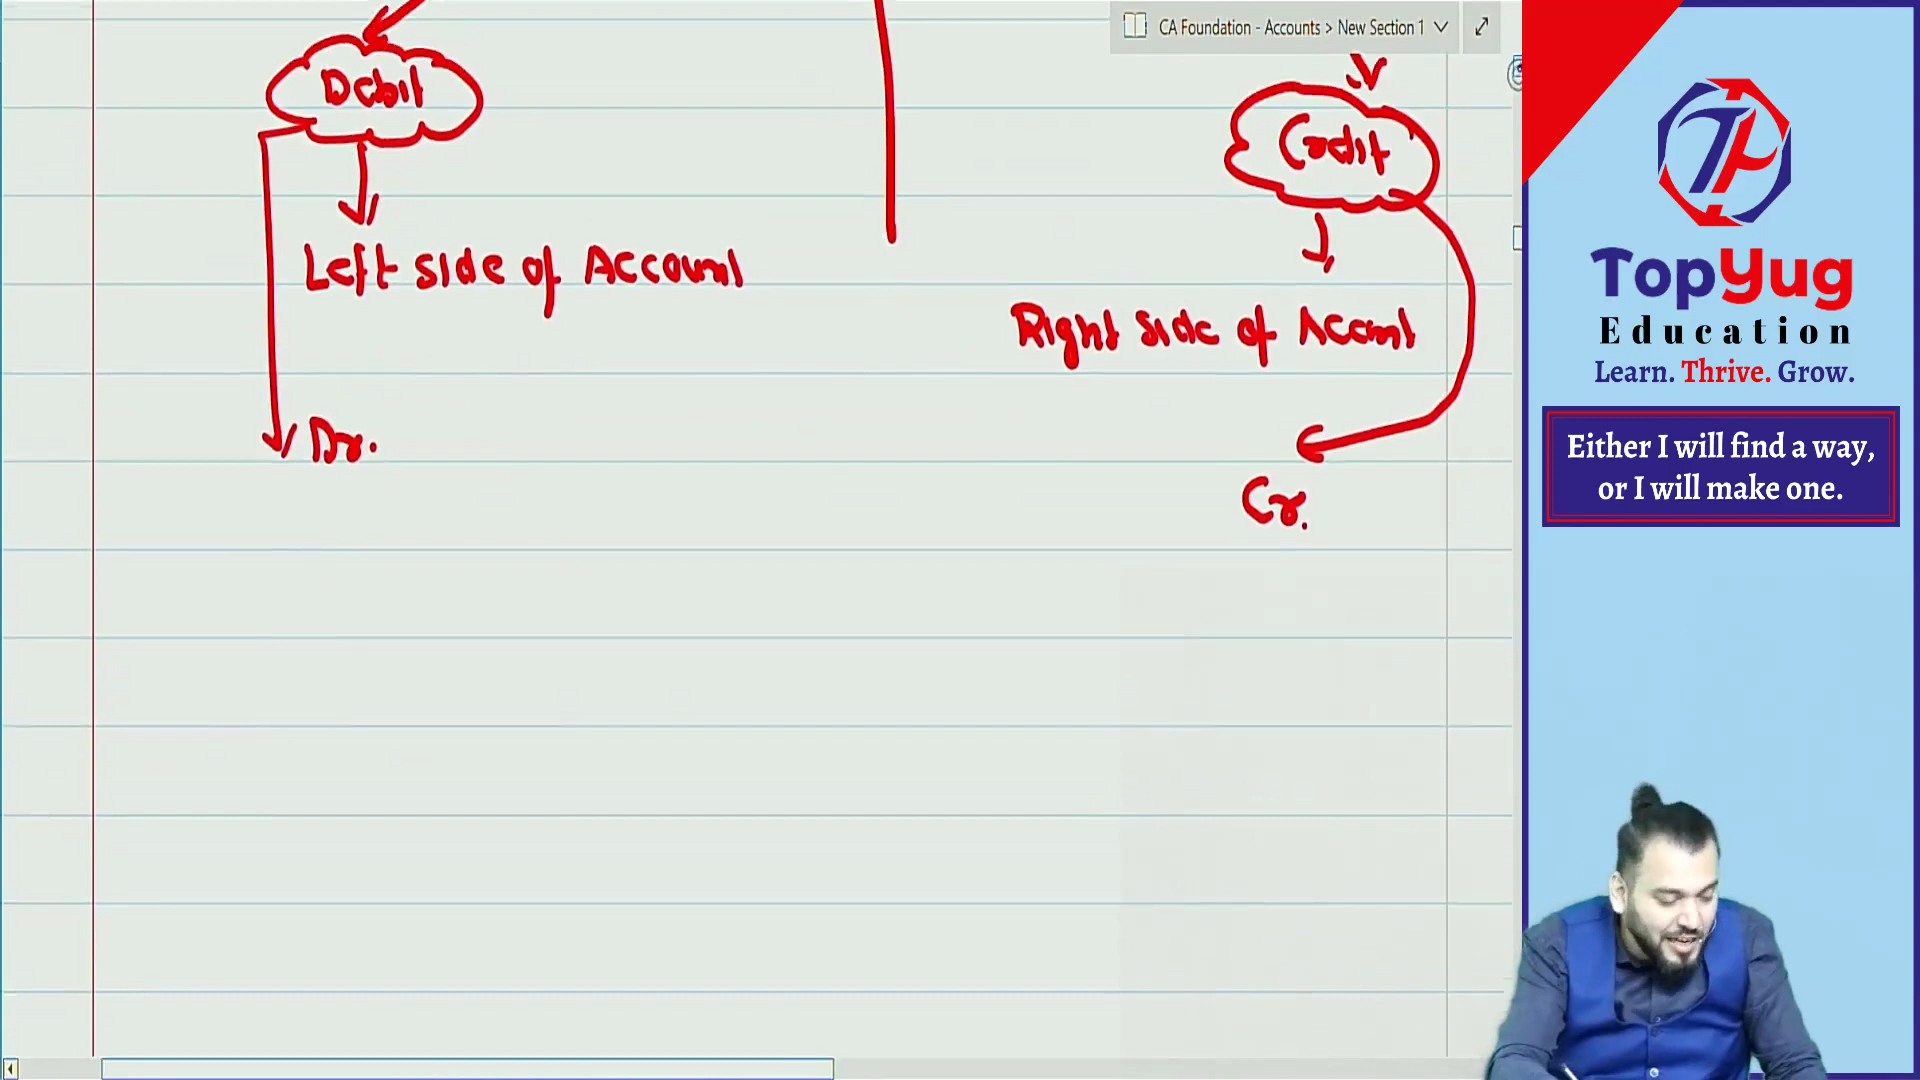 CA Foundation - Accounts > New Section 1
Debit
Credit
Left side of Account
Right side of Account
Dr.
Cr.
TopYug
Education
Learn. Thrive. Grow.
Either I will find a way,
or I will make one.